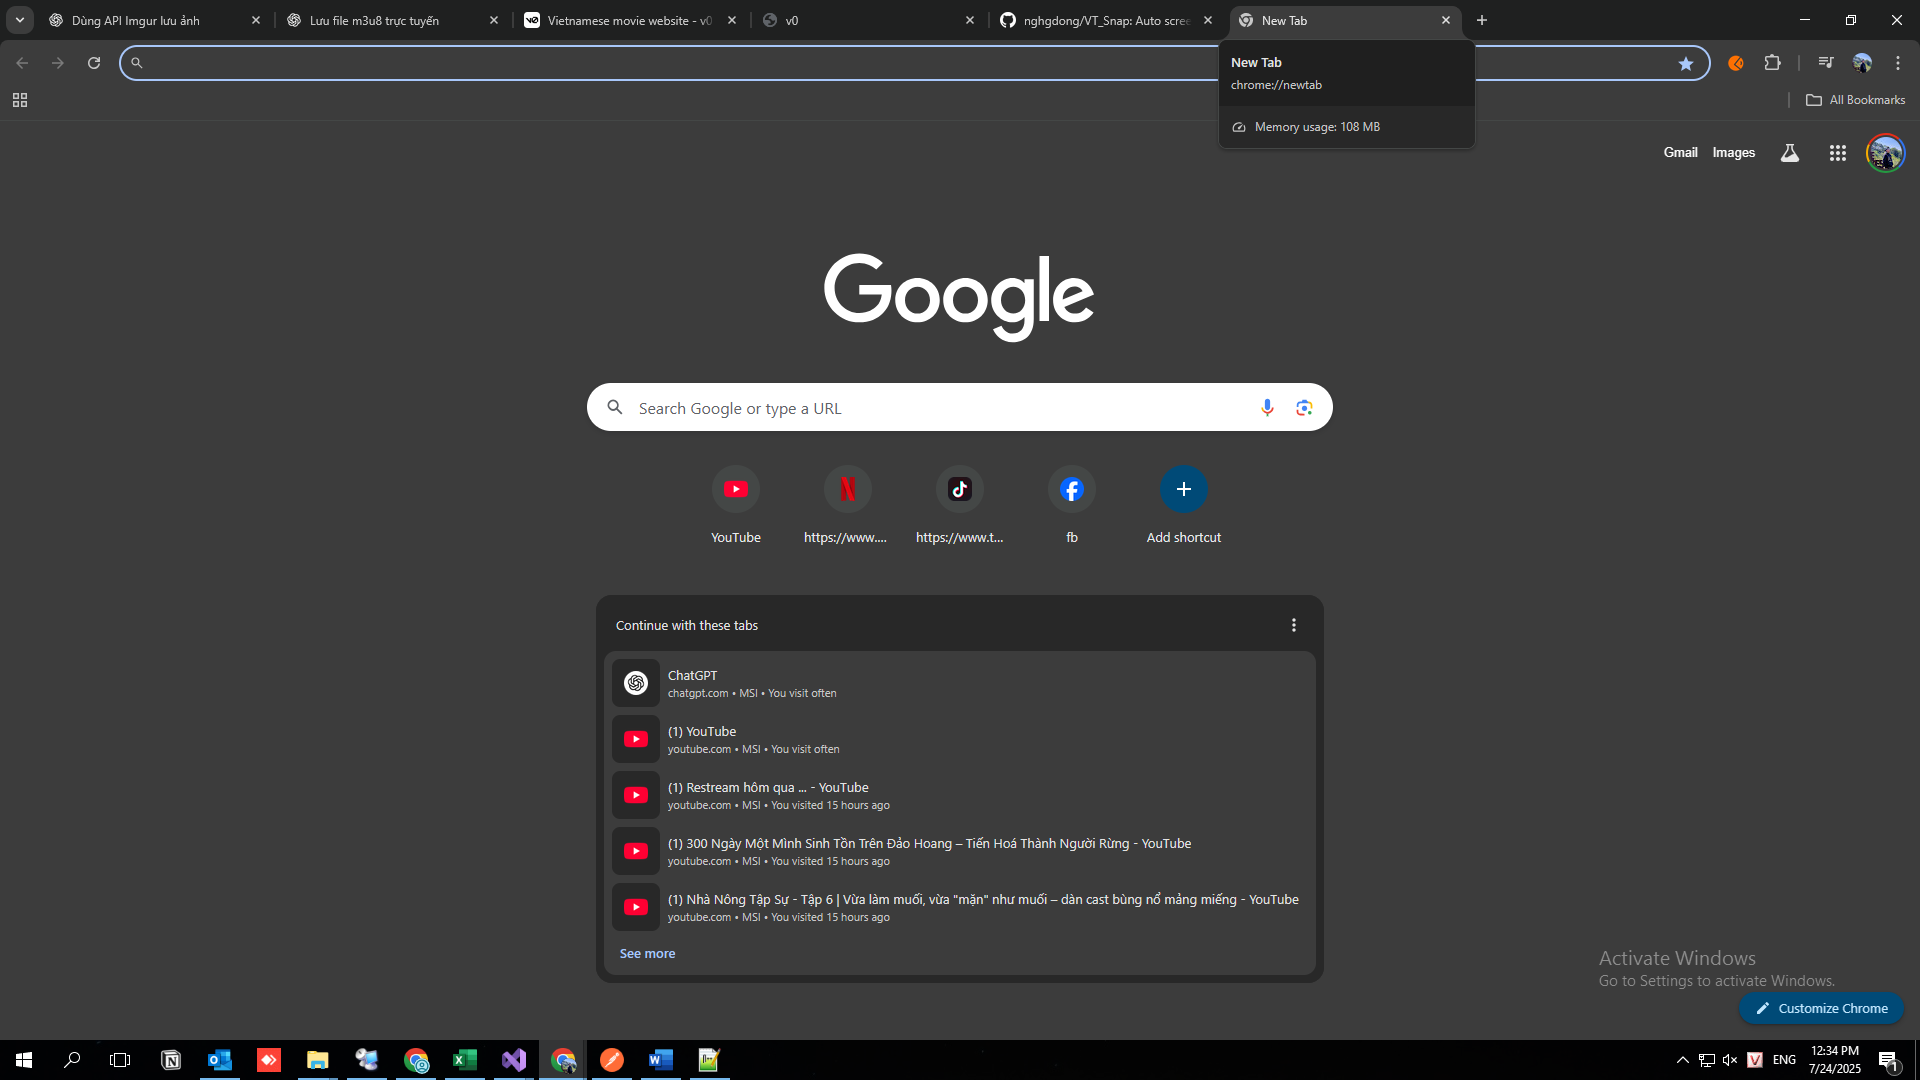 Dùng API Imgur lưu ảnh
Lưu file m3u8 trực tuyến
Vietnamese movie website - v0
v0
nghgdong/VT_Snap: Auto scree
New Tab
New Tab
chrome://newtab
Memory usage: 108 MB
All Bookmarks
Gmail
Images
Google
Search Google or type a URL
YouTube
https://www....
https://www.t...
fb
Add shortcut
Continue with these tabs
ChatGPT
chatgpt.com • MSI • You visit often
(1) YouTube
youtube.com • MSI • You visit often
(1) Restream hôm qua ... - YouTube
youtube.com • MSI • You visited 15 hours ago
(1) 300 Ngày Một Mình Sinh Tồn Trên Đảo Hoang – Tiến Hoá Thành Người Rừng - YouTube
youtube.com • MSI • You visited 15 hours ago
(1) Nhà Nông Tập Sự - Tập 6 | Vừa làm muối, vừa "mặn" như muối – dàn cast bùng nổ mảng miếng - YouTube
youtube.com • MSI • You visited 15 hours ago
See more
Activate Windows
Go to Settings to activate Windows.
Customize Chrome
ENG
12:34 PM
7/24/2025
1